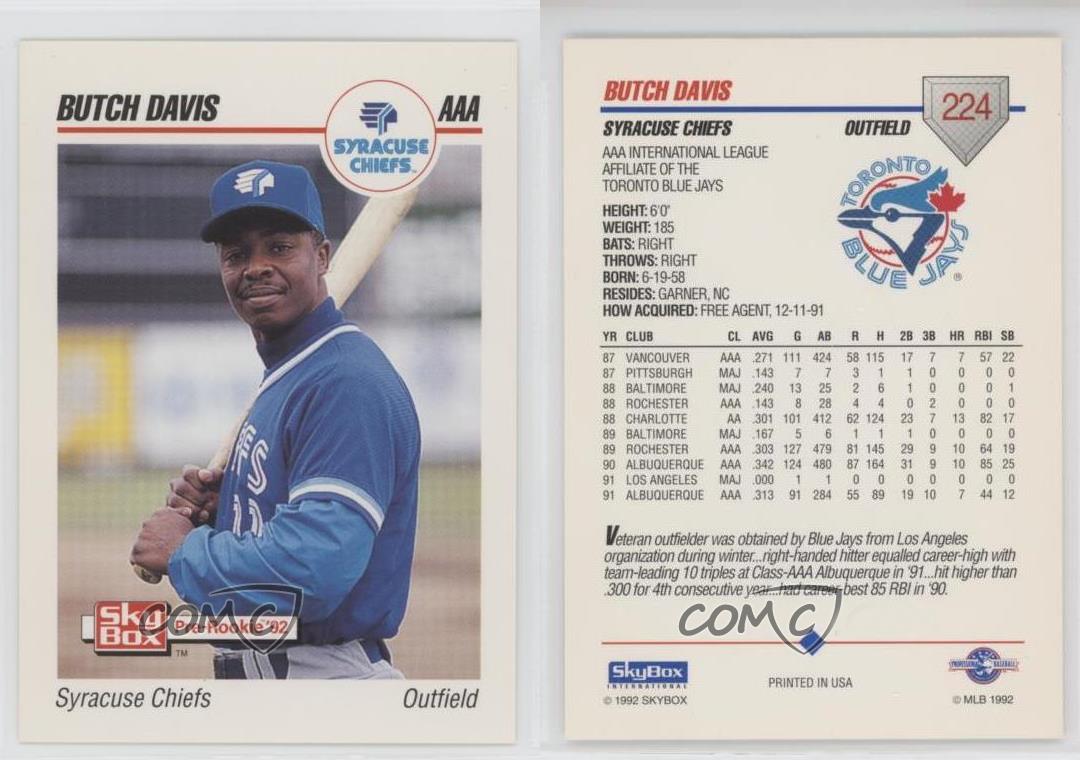 BUTCH DAVIS
AAA
SYRACUSE
CHIEFS™
S
SkyBox
Pre-Rookie™'92
TM
COMC
Syracuse Chiefs
Outfield
BUTCH DAVIS
224
SYRACUSE CHIEFS
OUTFIELD
AAA INTERNATIONAL LEAGUE
AFFILIATE OF THE
TORONTO BLUE JAYS
TORONTO
BLUE JAYS®
HEIGHT: 6'0"
WEIGHT: 185
BATS: RIGHT
THROWS: RIGHT
BORN: 6-19-58
RESIDES: GARNER, NC
HOW ACQUIRED: FREE AGENT, 12-11-91
YR CLUB CL AVG G AB R H 2B 3B HR RBI SB
87 VANCOUVER AAA .271 111 424 58 115 17 7 7 57 22
87 PITTSBURGH MAJ .143 7 7 3 1 1 0 0 0 0
88 BALTIMORE MAJ .240 13 25 2 6 1 0 0 0 1
88 ROCHESTER AAA .143 8 28 4 4 0 2 0 0 0
88 CHARLOTTE AA .301 101 412 62 124 23 7 13 82 17
89 BALTIMORE MAJ .167 5 6 1 1 1 0 0 0 0
89 ROCHESTER AAA .303 127 479 81 145 29 9 10 64 19
90 ALBUQUERQUE AAA .342 124 480 87 164 31 9 10 85 25
91 LOS ANGELES MAJ .000 1 1 0 0 0 0 0 0 0
91 ALBUQUERQUE AAA .313 91 284 55 89 19 10 7 44 12
Veteran outfielder was obtained by Blue Jays from Los Angeles
organization during winter...right-handed hitter equalled career-high with
team-leading 10 triples at Class-AAA Albuquerque in '91...hit higher than
.300 for 4th consecutive year...had career-best 85 RBI in '90.
COMC
SkyBox
INTERNATIONAL
© 1992 SKYBOX
PRINTED IN USA
PROFESSIONAL BASEBALL
© MLB 1992